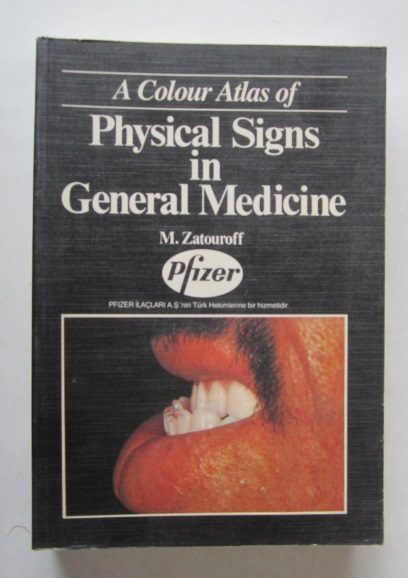 A Colour Atlas of
Physical Signs
in
General Medicine
M. Zatouroff
Pfizer
PFIZER İLAÇLARI A.Ş.'nin Türk Hekimlerine bir hizmetidir.